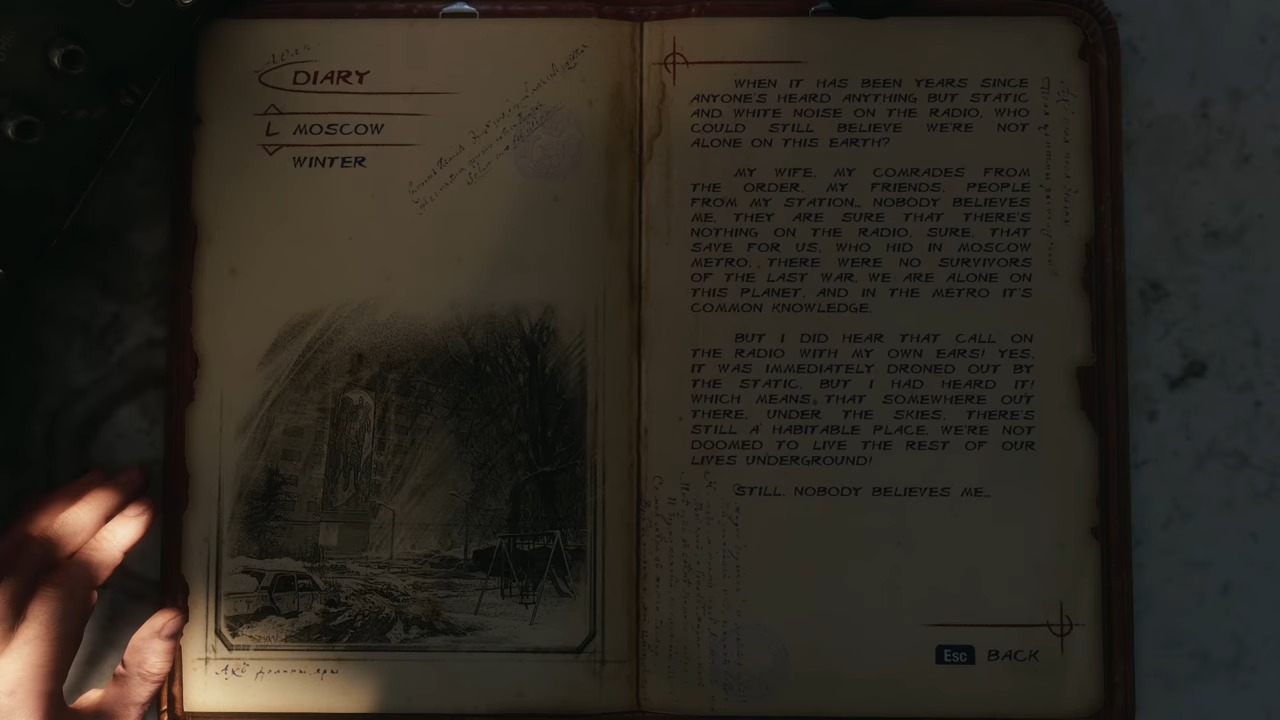 DIARY
MOSCOW
WINTER
WHEN IT HAS BEEN YEARS SINCE
ANYONE'S HEARD ANYTHING BUT STATIC
AND WHITE NOISE ON THE RADIO, WHO
COULD STILL BELIEVE WE'RE NOT
ALONE ON THIS EARTH?
MY WIFE, MY COMRADES FROM
THE ORDER, MY FRIENDS, PEOPLE
FROM MY STATION... NOBODY BELIEVES
ME. THEY ARE SURE THAT THERE'S
NOTHING ON THE RADIO, SURE, THAT
SAVE FOR US, WHO HID IN MOSCOW
METRO, THERE WERE NO SURVIVORS
OF THE LAST WAR. WE ARE ALONE ON
THIS PLANET, AND IN THE METRO IT'S
COMMON KNOWLEDGE.
BUT I DID HEAR THAT CALL ON
THE RADIO WITH MY OWN EARS! YES,
IT WAS IMMEDIATELY DRONED OUT BY
THE STATIC, BUT I HAD HEARD IT!
WHICH MEANS, THAT SOMEWHERE OUT
THERE, UNDER THE SKIES, THERE'S
STILL A HABITABLE PLACE. WE'RE NOT
DOOMED TO LIVE THE REST OF OUR
LIVES UNDERGROUND!
STILL, NOBODY BELIEVES ME...
Esc BACK